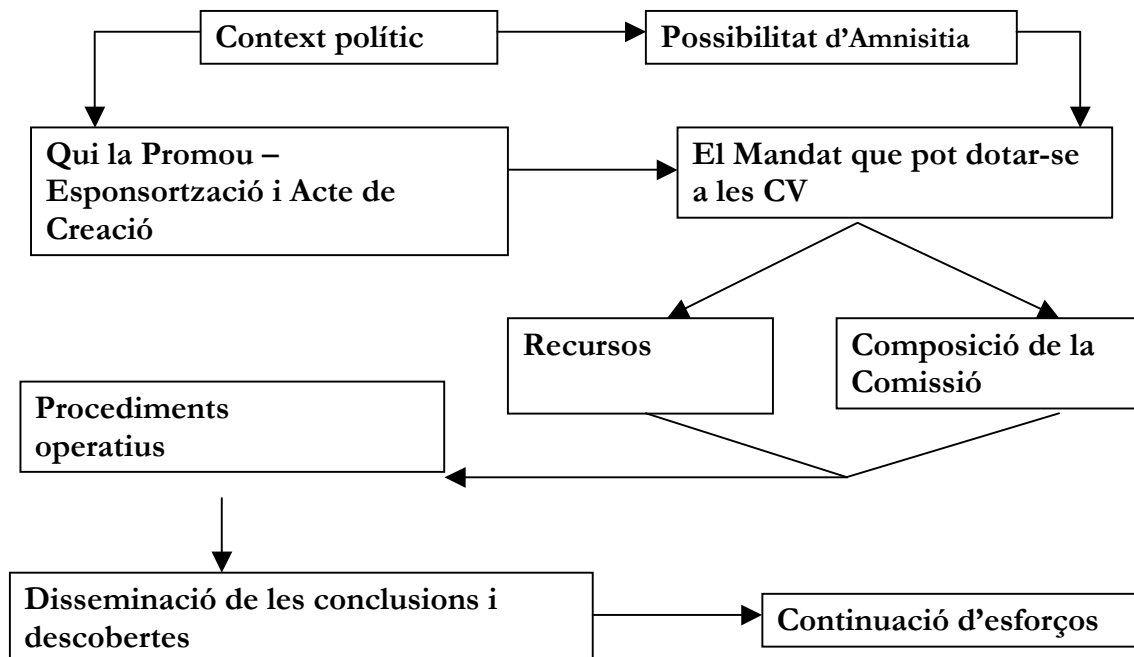 Context polític
Possibilitat d’Amnisitia
Qui la Promou –
Esponsortzació i Acte de
Creació
El Mandat que pot dotar-se
a les CV
Recursos
Composició de la
Comissió
Procediments
operatius
Disseminació de les conclusions i
descobertes
Continuació d’esforços